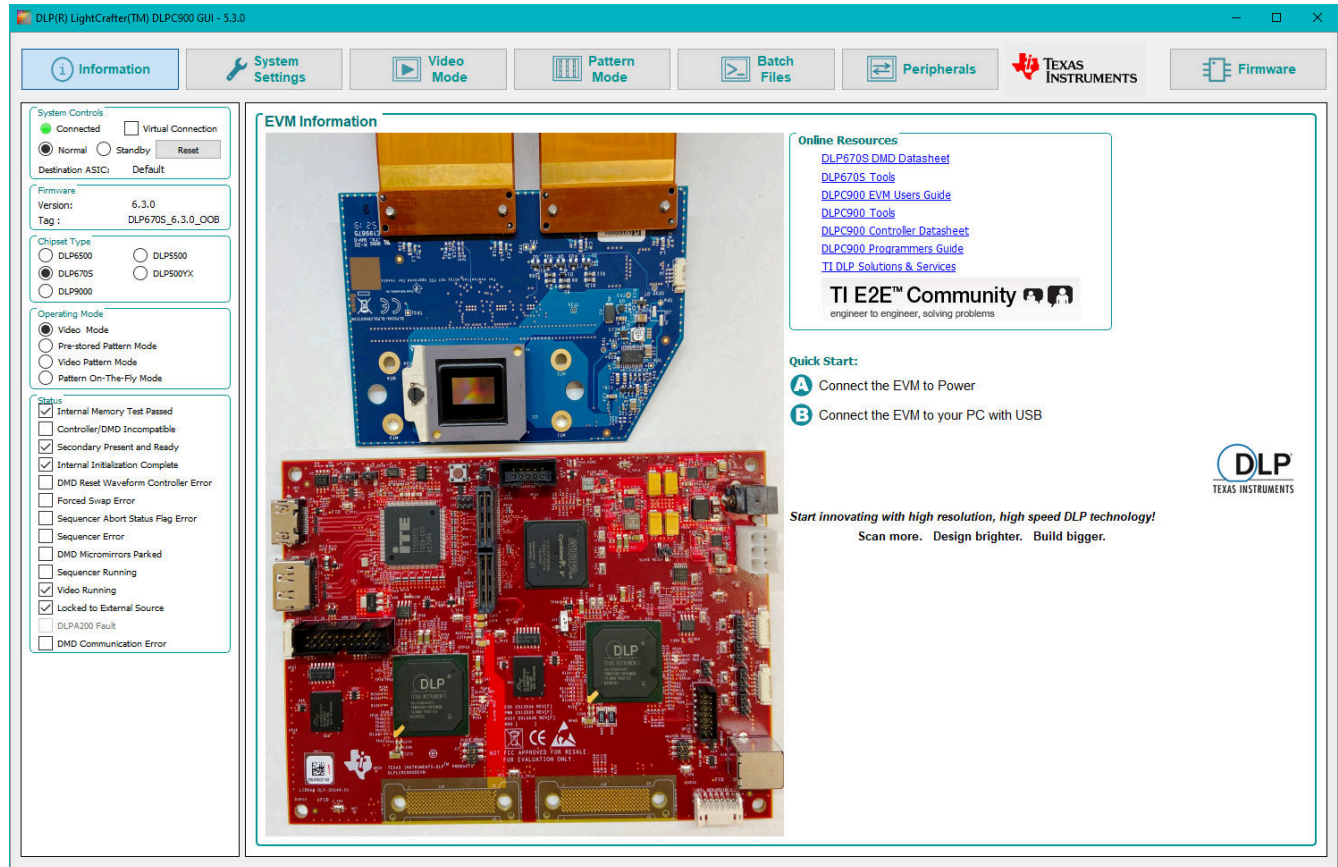 DLP(R) LightCrafter(TM) DLPC900 GUI - 5.3.0
Information
System
Settings
Video
Mode
Pattern
Mode
Batch
Files
Peripherals
TEXAS
INSTRUMENTS
Firmware
System Controls
Connected Virtual Connection
Normal Standby Reset
Destination ASIC: Default
Firmware
Version: 6.3.0
Tag : DLP670S_6.3.0_OOB
Chipset Type
DLP6500 DLP5500
DLP670S DLP500YX
DLP9000
Operating Mode
Video Mode
Pre-stored Pattern Mode
Video Pattern Mode
Pattern On-The-Fly Mode
Status
Internal Memory Test Passed
Controller/DMD Incompatible
Secondary Present and Ready
Internal Initialization Complete
DMD Reset Waveform Controller Error
Forced Swap Error
Sequencer Abort Status Flag Error
Sequencer Error
DMD Micromirrors Parked
Sequencer Running
Video Running
Locked to External Source
DLPA200 Fault
DMD Communication Error
EVM Information
iTE
DLP
DLP
NOT FCC APPROVED FOR RESALE
FOR EVALUATION ONLY.
Online Resources
DLP670S DMD Datasheet
DLP670S Tools
DLPC900 EVM Users Guide
DLPC900 Tools
DLPC900 Controller Datasheet
DLPC900 Programmers Guide
TI DLP Solutions & Services
TI E2E™ Community
engineer to engineer, solving problems
Quick Start:
A Connect the EVM to Power
B Connect the EVM to your PC with USB
DLP
TEXAS INSTRUMENTS
Start innovating with high resolution, high speed DLP technology!
Scan more. Design brighter. Build bigger.